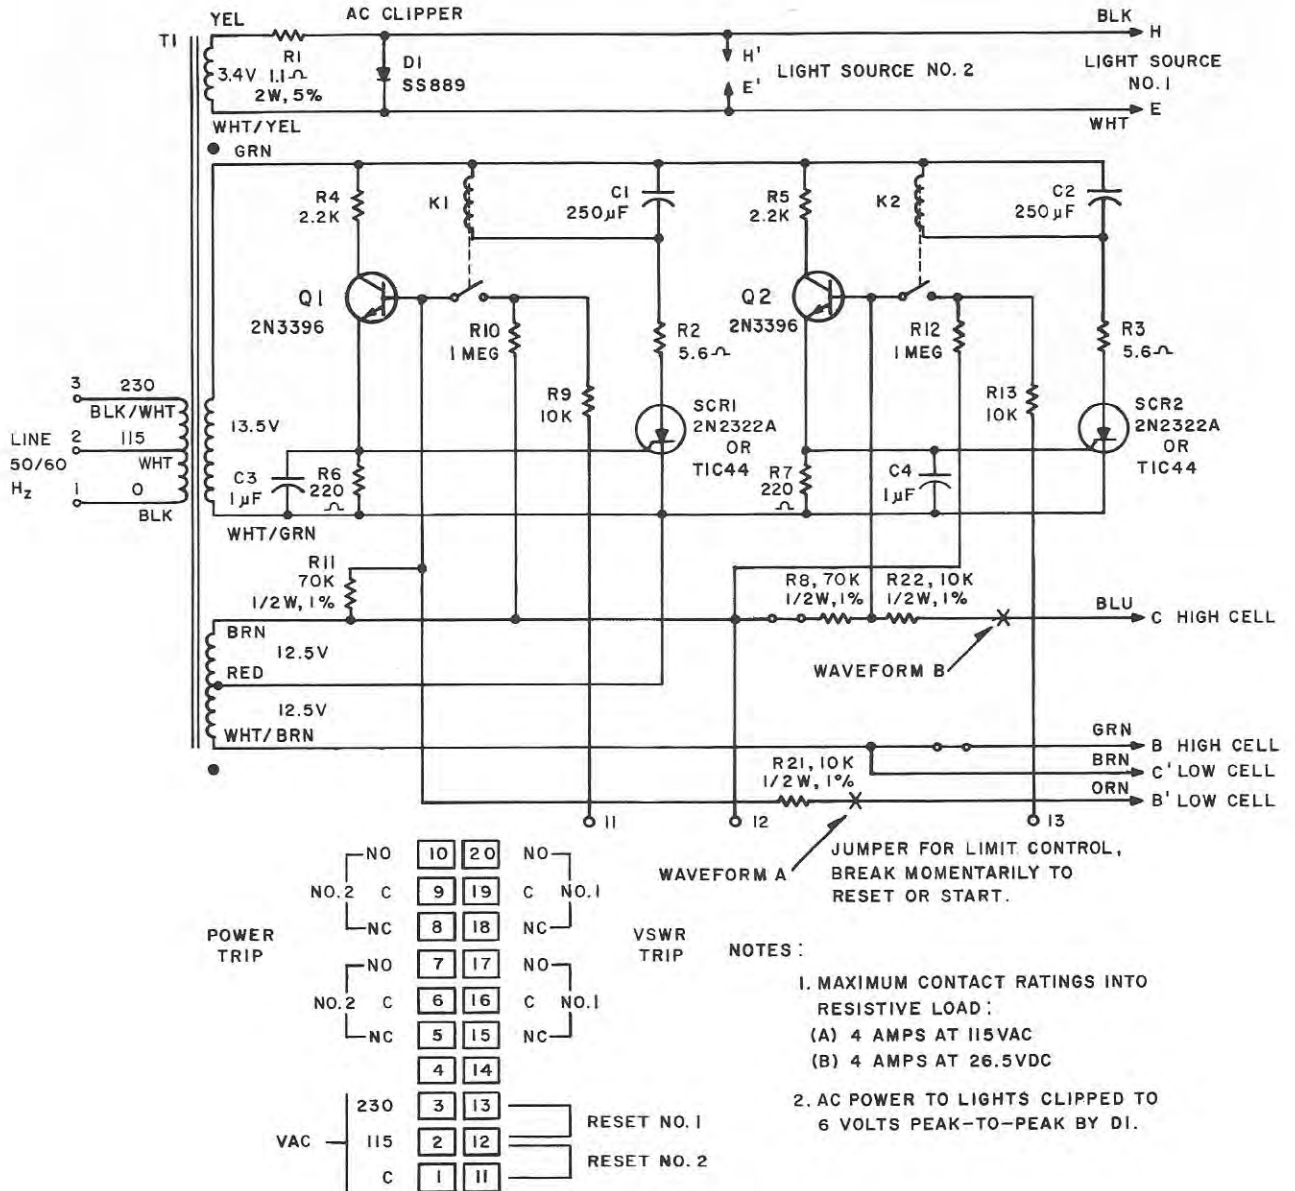 YEL
AC CLIPPER
BLK
H
T1
R1
1.1Ω
2W, 5%
3.4V
D1
SS889
H'
E'
LIGHT SOURCE NO. 2
LIGHT SOURCE
NO. 1
E
WHT/YEL
WHT
GRN
R4
2.2K
K1
C1
250µF
R5
2.2K
K2
C2
250µF
Q1
2N3396
R10
1 MEG
R2
5.6Ω
Q2
2N3396
R12
1 MEG
R3
5.6Ω
R9
10K
R13
10K
3
230
BLK/WHT
LINE
50/60
Hz
2
115
WHT
1
0
BLK
13.5V
SCR1
2N2322A
OR
TIC44
SCR2
2N2322A
OR
TIC44
C3
1µF
R6
220
Ω
R7
220
Ω
C4
1µF
WHT/GRN
R11
70K
1/2W, 1%
R8, 70K
1/2W, 1%
R22, 10K
1/2W, 1%
BLU
C HIGH CELL
BRN
12.5V
WAVEFORM B
RED
12.5V
WHT/BRN
GRN
B HIGH CELL
R21, 10K
1/2W, 1%
BRN
C' LOW CELL
ORN
B' LOW CELL
11
12
13
WAVEFORM A
JUMPER FOR LIMIT CONTROL,
BREAK MOMENTARILY TO
RESET OR START.
NO 10 20 NO
NO. 2 C 9 19 C NO. 1
NC 8 18 NC
POWER
TRIP
VSWR
TRIP
NO 7 17 NO
NO. 2 C 6 16 C NO. 1
NC 5 15 NC
4 14
230 3 13
RESET NO. 1
VAC 115 2 12
RESET NO. 2
C 1 11
NOTES:
1. MAXIMUM CONTACT RATINGS INTO
RESISTIVE LOAD:
(A) 4 AMPS AT 115VAC
(B) 4 AMPS AT 26.5VDC
2. AC POWER TO LIGHTS CLIPPED TO
6 VOLTS PEAK-TO-PEAK BY D1.